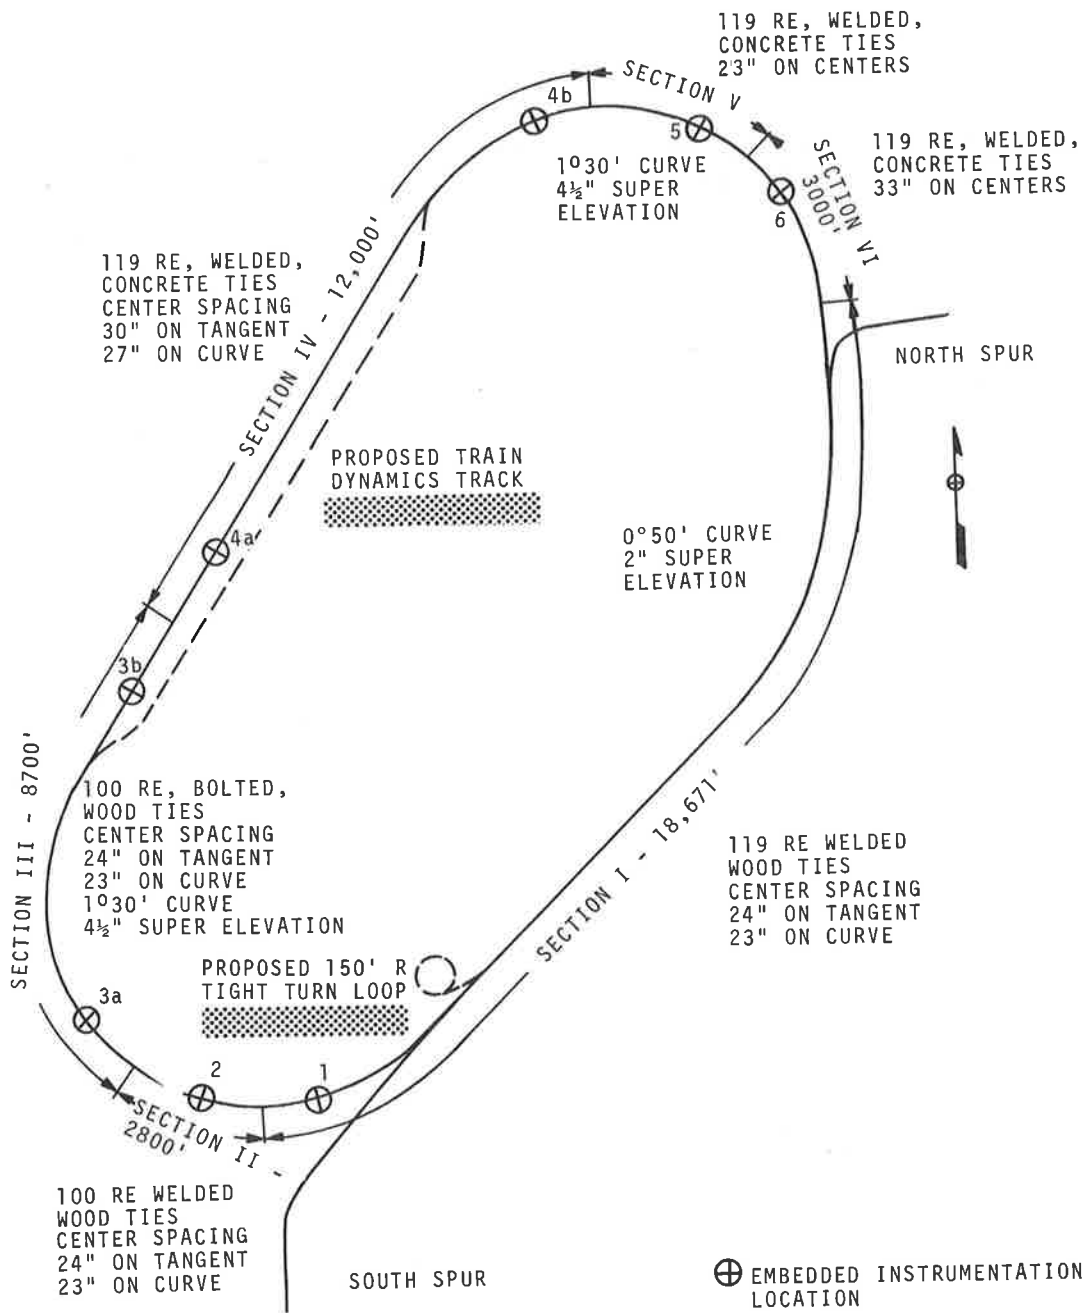 119 RE, WELDED,
CONCRETE TIES
23" ON CENTERS
SECTION V
4b
5
119 RE, WELDED,
CONCRETE TIES
33" ON CENTERS
SECTION VI
3000'
6
1⁰30' CURVE
4½" SUPER
ELEVATION
119 RE, WELDED,
CONCRETE TIES
CENTER SPACING
30" ON TANGENT
27" ON CURVE
SECTION IV - 12,000'
NORTH SPUR
PROPOSED TRAIN
DYNAMICS TRACK
4a
0°50' CURVE
2" SUPER
ELEVATION
3b
SECTION III - 8700'
100 RE, BOLTED,
WOOD TIES
CENTER SPACING
24" ON TANGENT
23" ON CURVE
1⁰30' CURVE
4½" SUPER ELEVATION
SECTION I - 18,671'
119 RE WELDED
WOOD TIES
CENTER SPACING
24" ON TANGENT
23" ON CURVE
PROPOSED 150' R
TIGHT TURN LOOP
3a
2
1
SECTION II -
2800'
100 RE WELDED
WOOD TIES
CENTER SPACING
24" ON TANGENT
23" ON CURVE
SOUTH SPUR
EMBEDDED INSTRUMENTATION
LOCATION